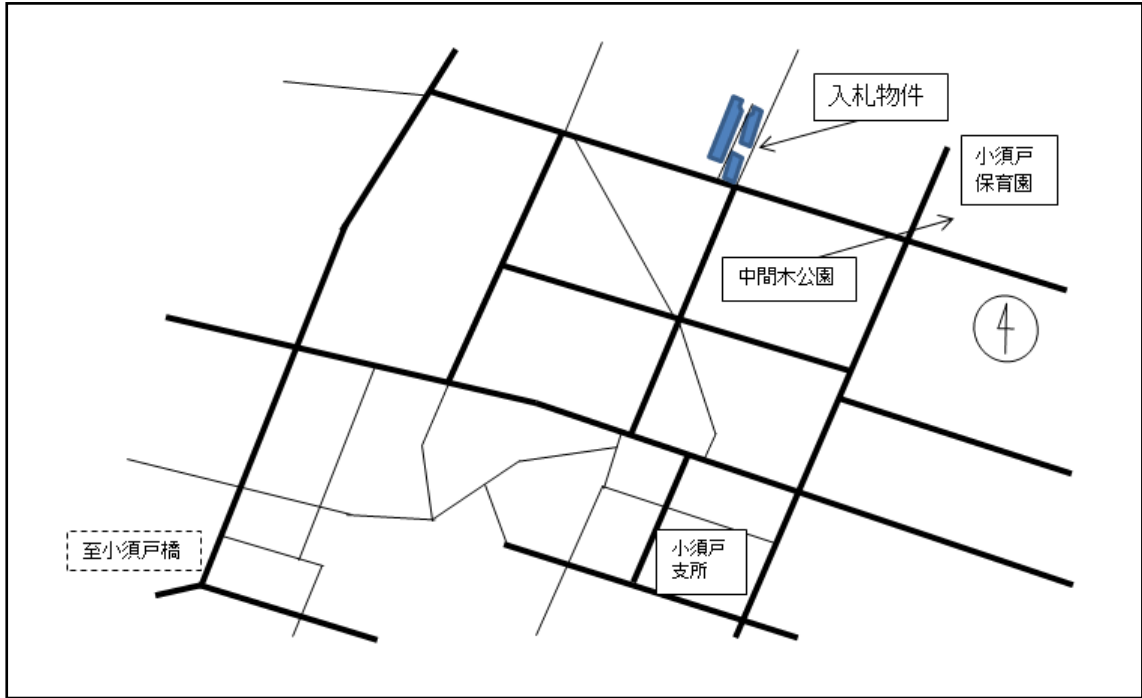 入札物件
小須戸
保育園
中間木公園
至小須戸橋
小須戸
支所